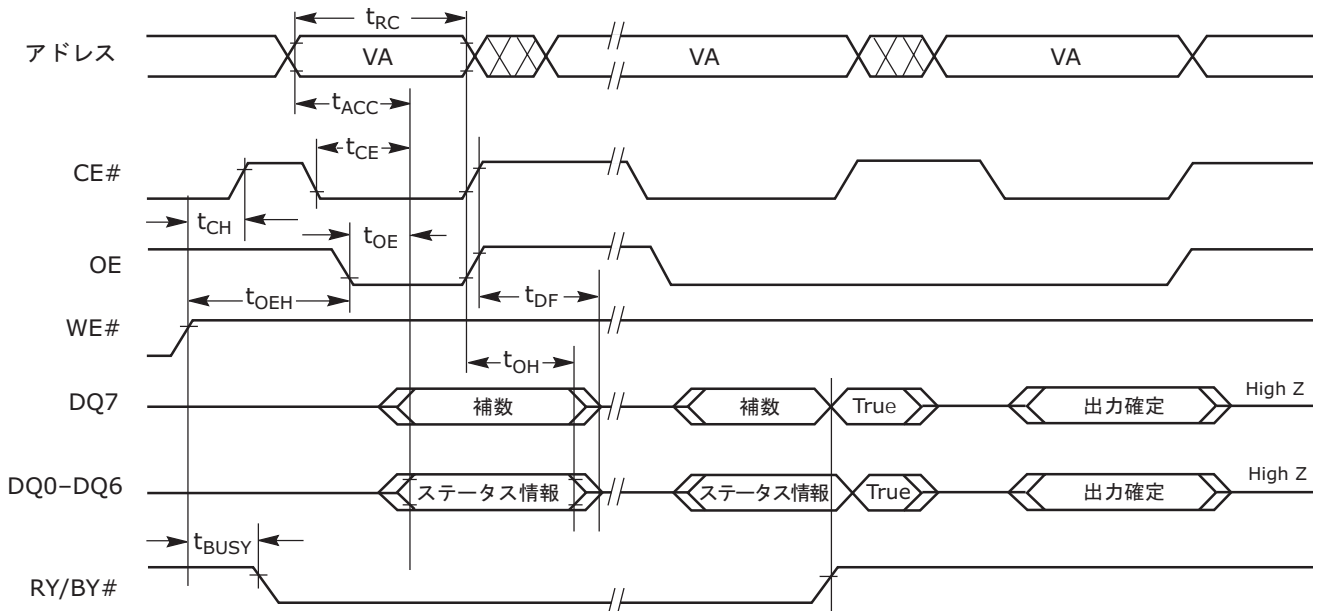 tRC
アドレス VA VA VA
tACC
tCE
CE#
tCH
tOE
OE
tOEH tDF
WE#
tOH
DQ7 補数 補数 True 出力確定 High Z
DQ0–DQ6 ステータス情報 ステータス情報 True 出力確定 High Z
tBUSY
RY/BY#